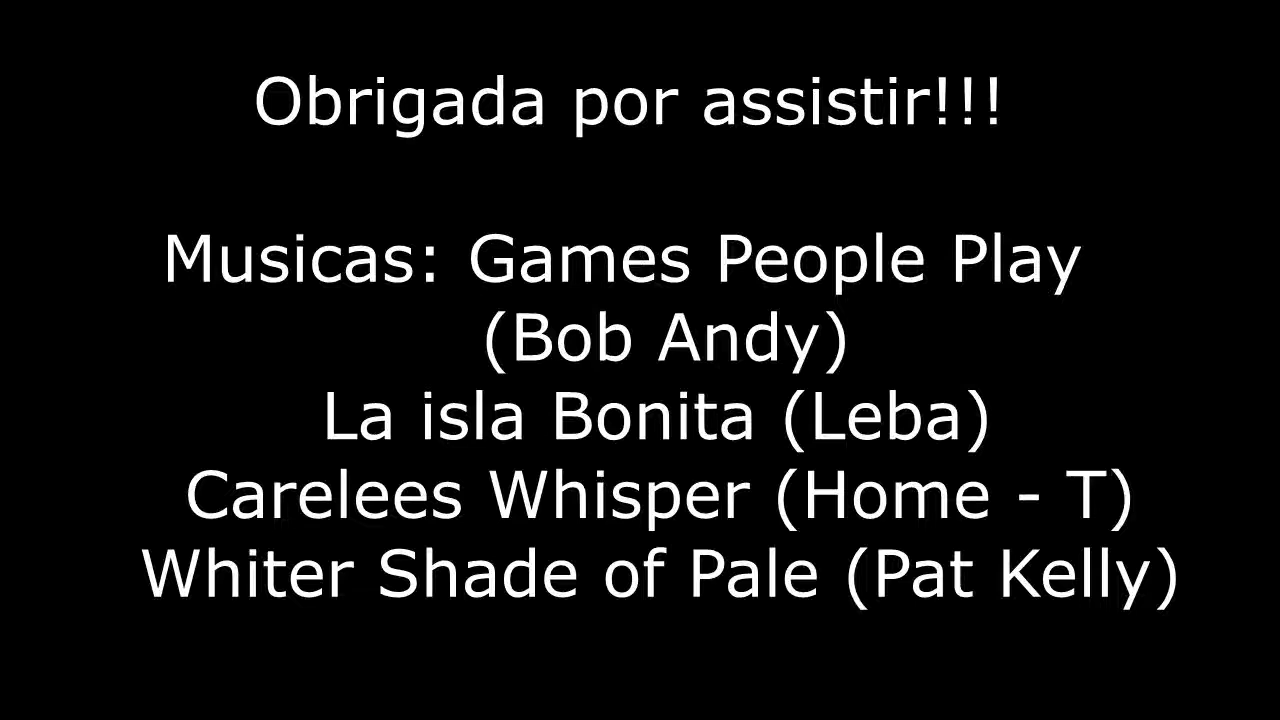 Obrigada por assistir!!!
Musicas: Games People Play
(Bob Andy)
La isla Bonita (Leba)
Carelees Whisper (Home - T)
Whiter Shade of Pale (Pat Kelly)